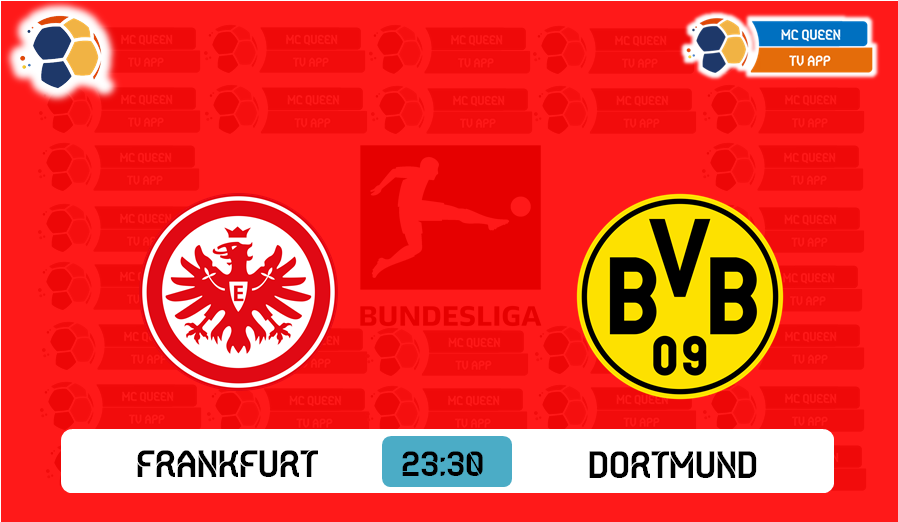 MC QUEEN
TV APP
BUNDESLIGA
E
BVB
09
FRANKFURT 23:30 DORTMUND